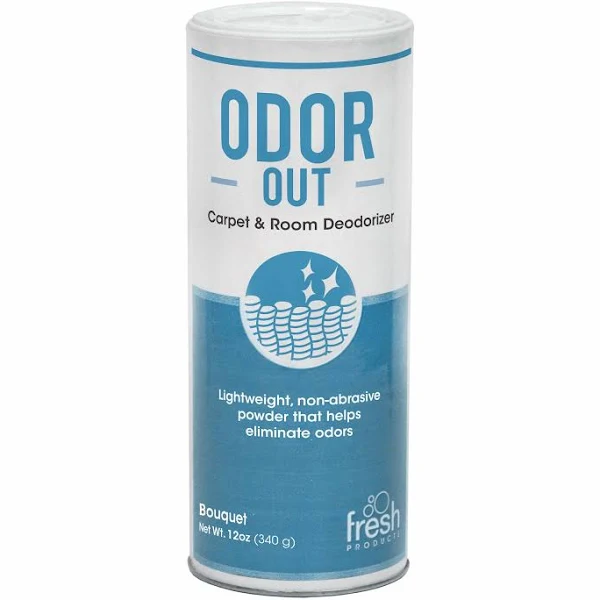 ODOR
OUT
Carpet & Room Deodorizer
Lightweight, non-abrasive
powder that helps
eliminate odors
Bouquet
Net Wt. 12oz (340 g)
fresh
PRODUCTS